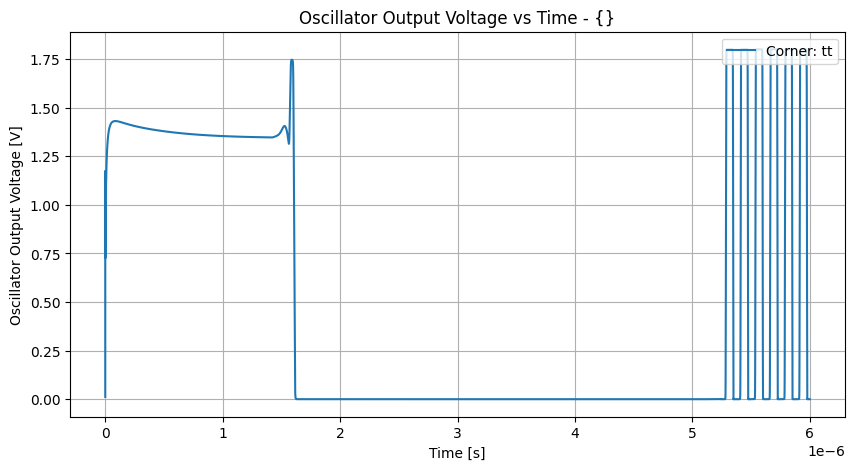 Oscillator Output Voltage vs Time - {}
Oscillator Output Voltage [V]
1.75
1.50
1.25
1.00
0.75
0.50
0.25
0.00
Corner: tt
0 1 2 3 4 5 6
1e−6
Time [s]